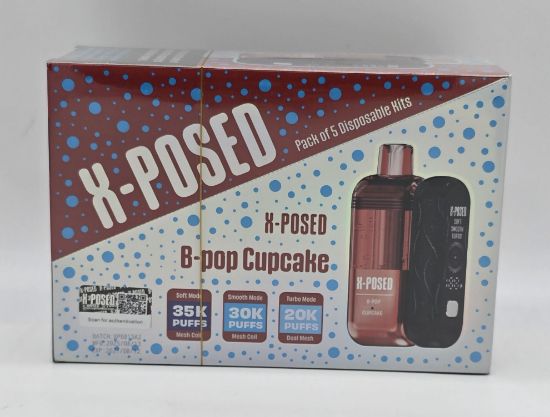 X-POSED
Pack of 5 Disposable Kits
X-POSED
B-pop Cupcake
Soft Mode
35K
PUFFS
Mesh Coil
Smooth Mode
30K
PUFFS
Mesh Coil
Turbo Mode
20K
PUFFS
Dual Mesh
X-POSED
Scan for authentication
X-POSED
B-POP
CUPCAKE
X-POSED
SOFT
SMOOTH
TURBO